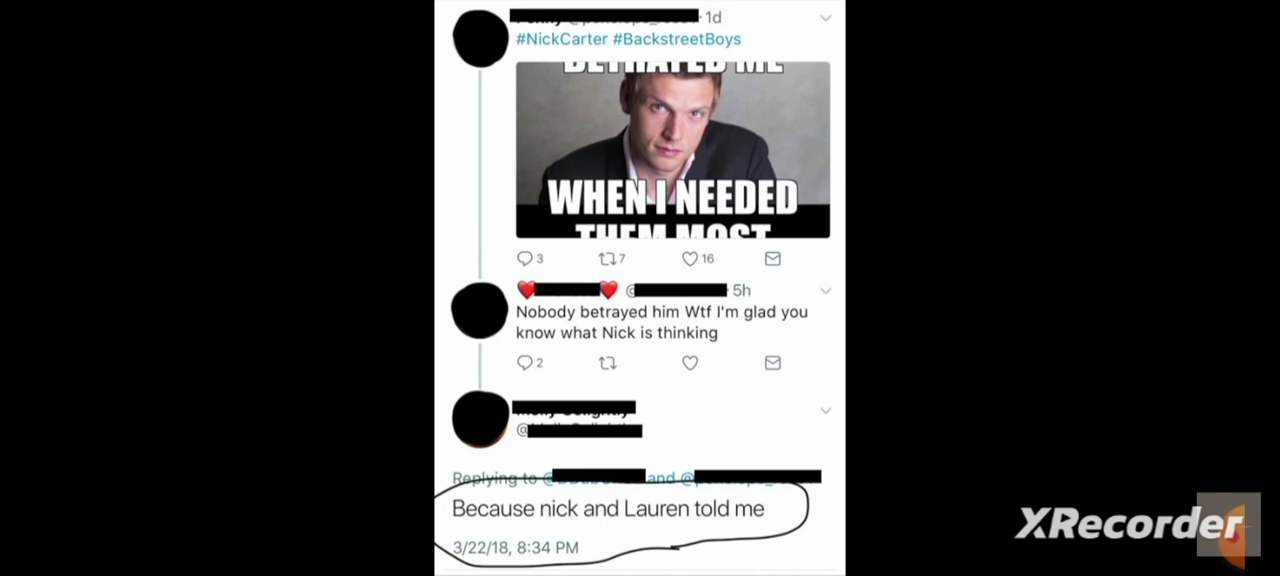 1d
#NickCarter #BackstreetBoys
BETRAYED ME
WHEN I NEEDED
THEM MOST
3 7 16
5h
Nobody betrayed him Wtf I'm glad you
know what Nick is thinking
2
@
Replying to @ and @
Because nick and Lauren told me
3/22/18, 8:34 PM
XRecorder